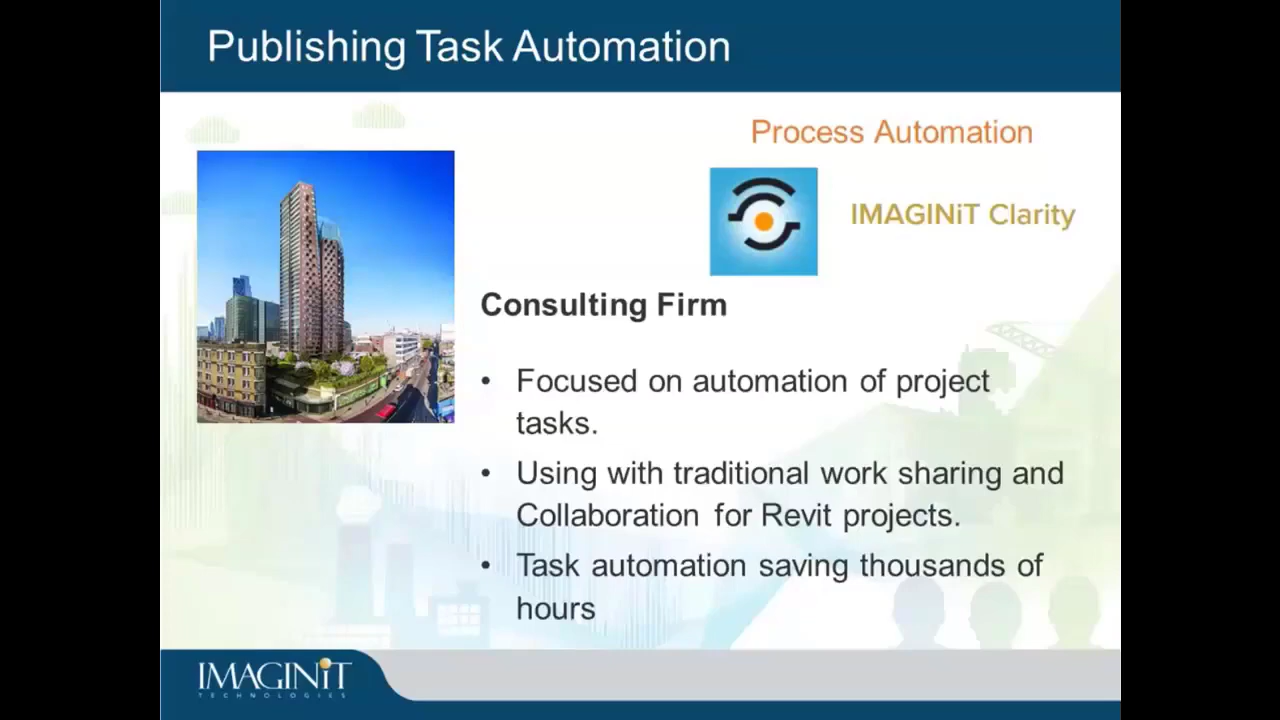 Publishing Task Automation
Process Automation
IMAGINiT Clarity
Consulting Firm
• Focused on automation of project
tasks.
• Using with traditional work sharing and
Collaboration for Revit projects.
• Task automation saving thousands of
hours
IMAGINiT
TECHNOLOGIES